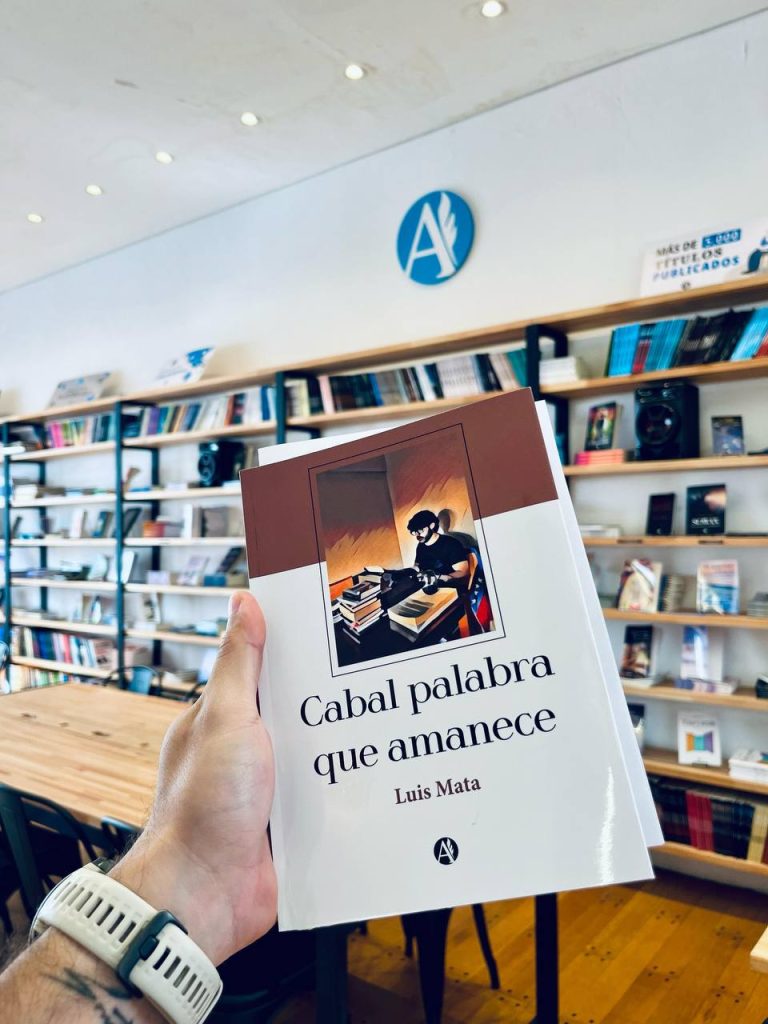 MÁS DE 5.000
TÍTULOS
PUBLICADOS
Cabal palabra
que amanece
Luis Mata